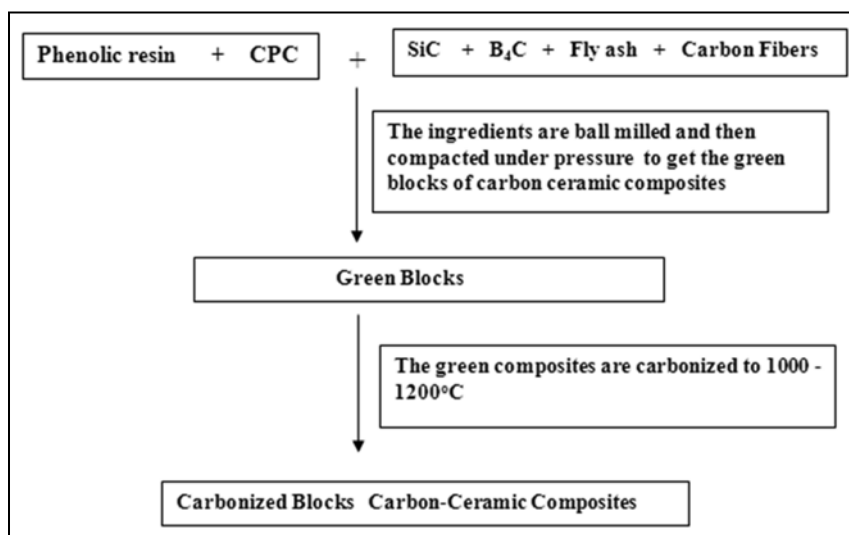 Phenolic resin + CPC + SiC + B₄C + Fly ash + Carbon Fibers
The ingredients are ball milled and then
compacted under pressure to get the green
blocks of carbon ceramic composites
Green Blocks
The green composites are carbonized to 1000 -
1200°C
Carbonized Blocks Carbon-Ceramic Composites